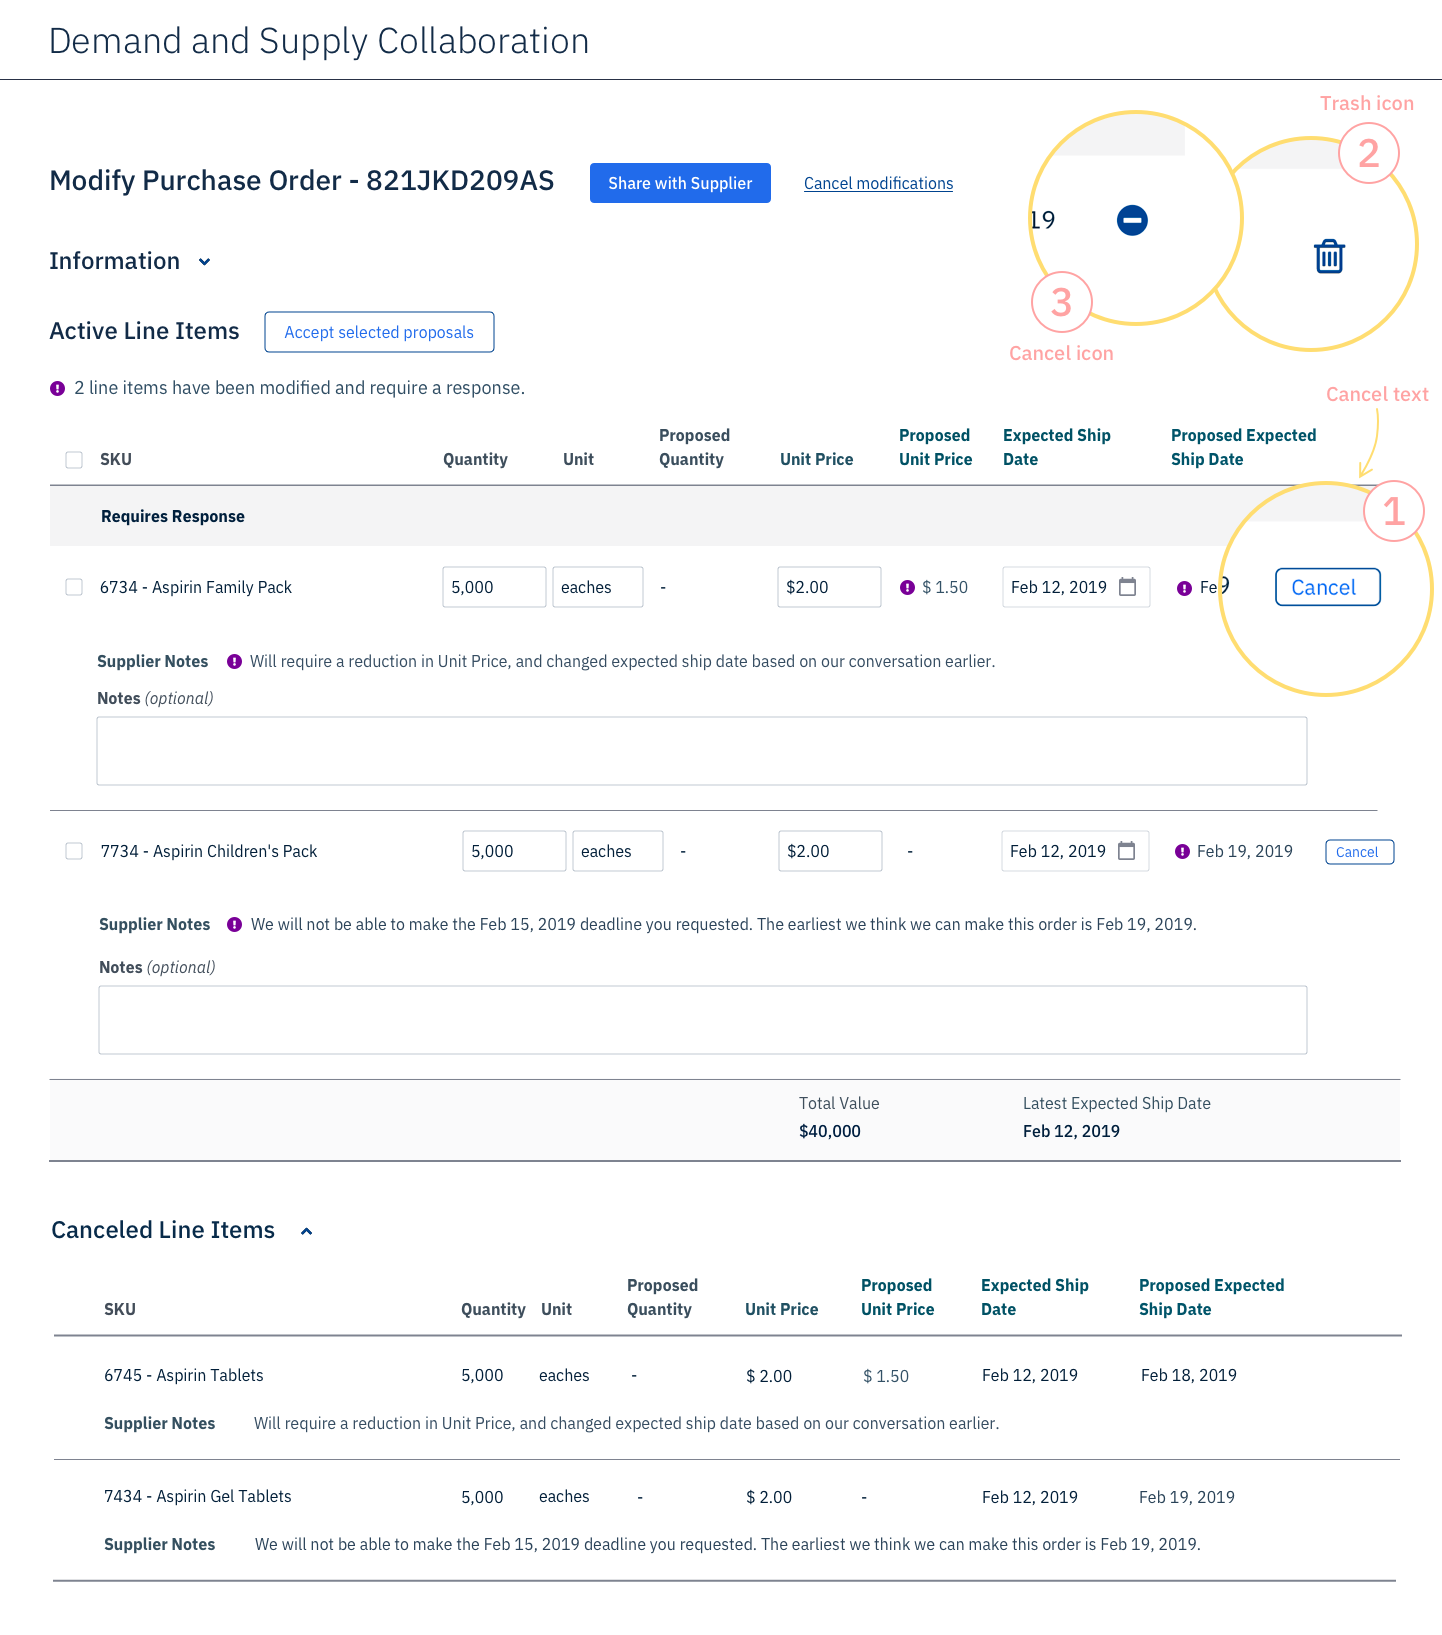 Demand and Supply Collaboration
Trash icon
2
Modify Purchase Order - 821JKD209AS
Share with Supplier
Cancel modifications
19
3
Cancel icon
Information
Active Line Items
Accept selected proposals
2 line items have been modified and require a response.
Cancel text
1
SKU
Quantity
Unit
Proposed
Quantity
Unit Price
Proposed
Unit Price
Expected Ship
Date
Proposed Expected
Ship Date
Requires Response
6734 - Aspirin Family Pack
5,000
eaches
-
$2.00
$ 1.50
Feb 12, 2019
Fe9
Cancel
Supplier Notes
Will require a reduction in Unit Price, and changed expected ship date based on our conversation earlier.
Notes (optional)
7734 - Aspirin Children's Pack
5,000
eaches
-
$2.00
-
Feb 12, 2019
Feb 19, 2019
Cancel
Supplier Notes
We will not be able to make the Feb 15, 2019 deadline you requested. The earliest we think we can make this order is Feb 19, 2019.
Notes (optional)
Total Value
$40,000
Latest Expected Ship Date
Feb 12, 2019
Canceled Line Items
SKU
Quantity
Unit
Proposed
Quantity
Unit Price
Proposed
Unit Price
Expected Ship
Date
Proposed Expected
Ship Date
6745 - Aspirin Tablets
5,000
eaches
-
$ 2.00
$ 1.50
Feb 12, 2019
Feb 18, 2019
Supplier Notes
Will require a reduction in Unit Price, and changed expected ship date based on our conversation earlier.
7434 - Aspirin Gel Tablets
5,000
eaches
-
$ 2.00
-
Feb 12, 2019
Feb 19, 2019
Supplier Notes
We will not be able to make the Feb 15, 2019 deadline you requested. The earliest we think we can make this order is Feb 19, 2019.